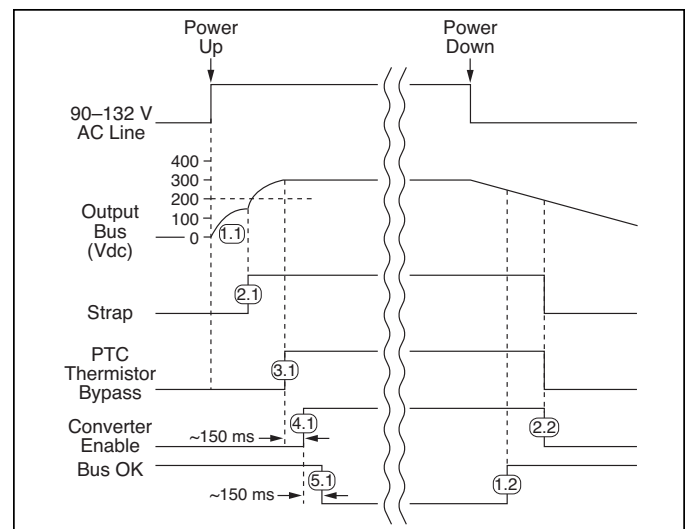 Power
Up
Power
Down
90–132 V
AC Line
400
300
200
100
0
Output
Bus
(Vdc)
1.1
2.1
Strap
PTC
Thermistor
Bypass
3.1
Converter
Enable
4.1
~150 ms
2.2
Bus OK
5.1
1.2
~150 ms